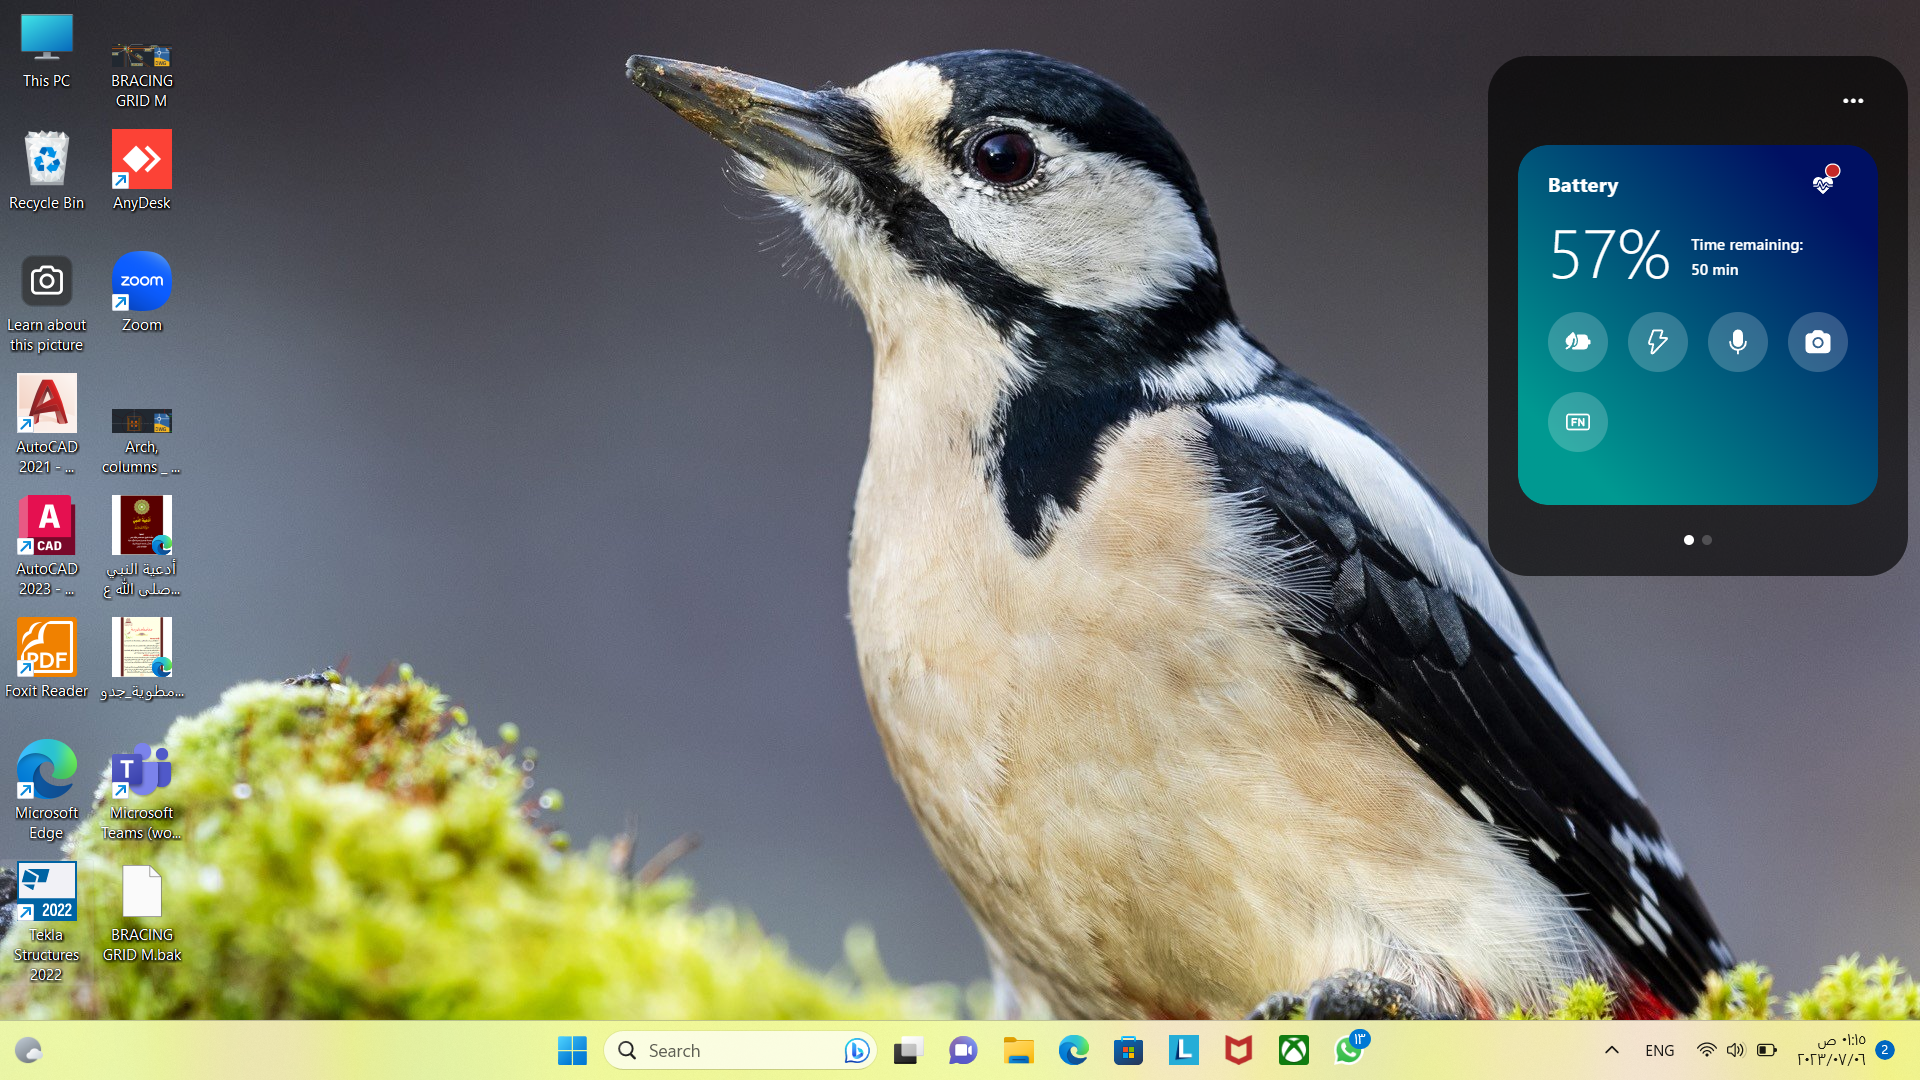 This PC
BRACING
GRID M
Recycle Bin
AnyDesk
Learn about
this picture
zoom
Zoom
AutoCAD
2021 - ...
Arch,
columns _ ...
A
CAD
AutoCAD
2023 - ...
أدعية النبي
صلى الله ع...
PDF
Foxit Reader
مطوية_جدو...
Microsoft
Edge
T
Microsoft
Teams (wo...
2022
Tekla
Structures
2022
BRACING
GRID M.bak
Battery
57%
Time remaining:
50 min
FN
Search
L
١٣
ENG
٠١:١٥ ص
٢٠٢٣/٠٧/٠٦
2